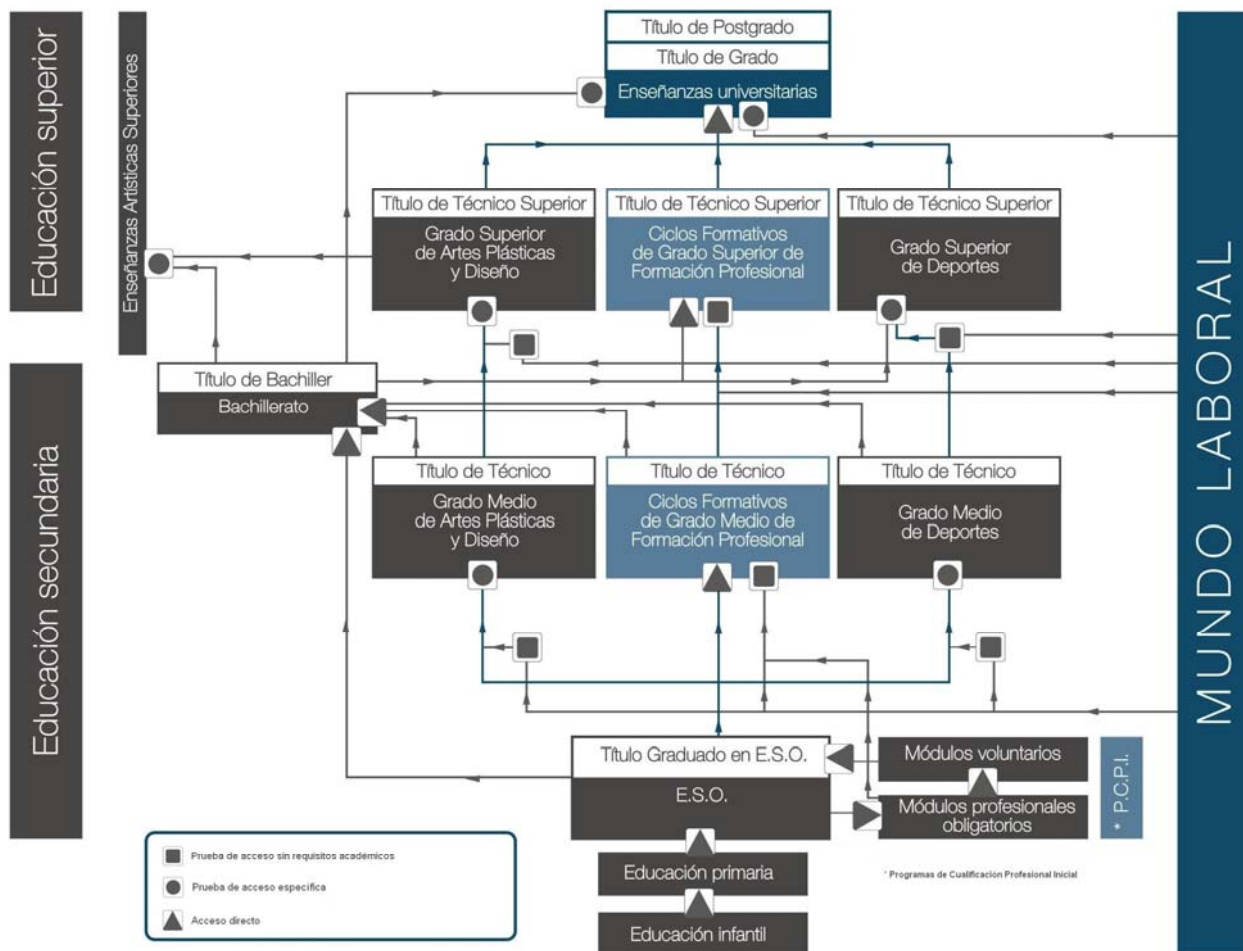 Educación superior
Enseñanzas Artísticas Superiores
Título de Postgrado
Título de Grado
Enseñanzas universitarias
Título de Técnico Superior
Grado Superior
de Artes Plásticas
y Diseño
Título de Técnico Superior
Ciclos Formativos
de Grado Superior de
Formación Profesional
Título de Técnico Superior
Grado Superior
de Deportes
MUNDO LABORAL
Educación secundaria
Título de Bachiller
Bachillerato
Título de Técnico
Grado Medio
de Artes Plásticas
y Diseño
Título de Técnico
Ciclos Formativos
de Grado Medio de
Formación Profesional
Título de Técnico
Grado Medio
de Deportes
Título Graduado en E.S.O.
E.S.O.
Módulos voluntarios
Módulos profesionales
obligatorios
* P.C.P.I.
Educación primaria
Educación infantil
* Programas de Cualificación Profesional Inicial
Prueba de acceso sin requisitos académicos
Prueba de acceso específica
Acceso directo